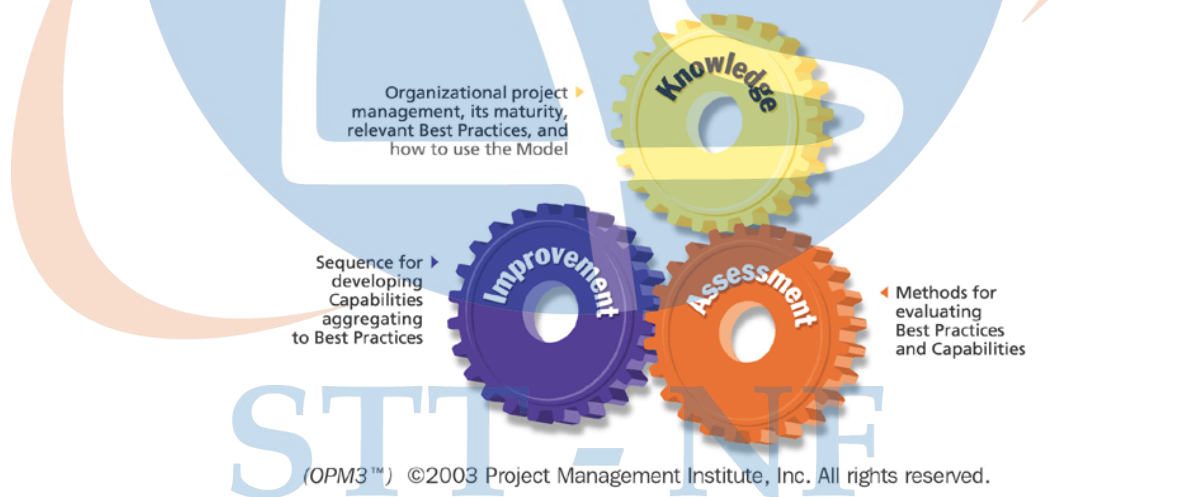 Knowledge
Organizational project
management, its maturity,
relevant Best Practices, and
how to use the Model
Improvement
Sequence for
developing
Capabilities
aggregating
to Best Practices
Assessment
Methods for
evaluating
Best Practices
and Capabilities
STT - NF
(OPM3™) ©2003 Project Management Institute, Inc. All rights reserved.